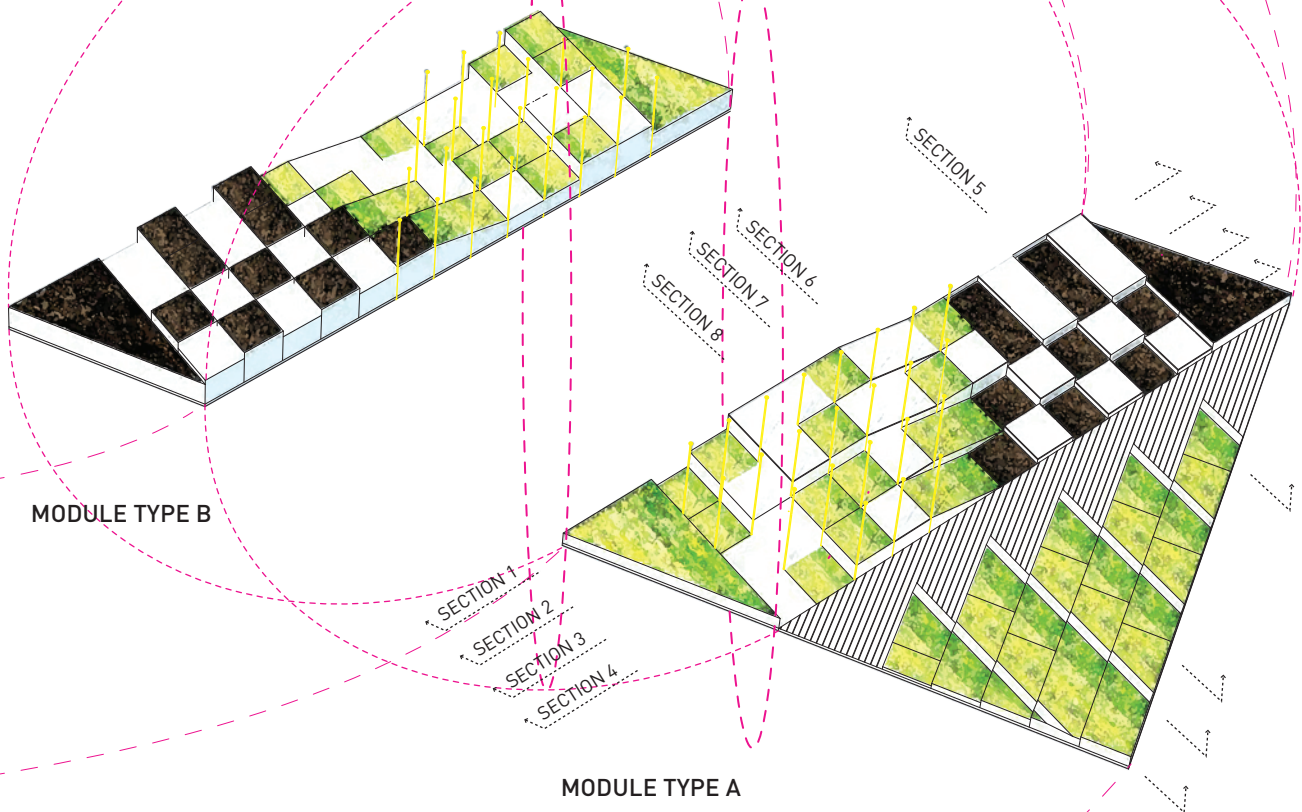 SECTION 5
SECTION 6
SECTION 7
SECTION 8
MODULE TYPE B
SECTION 1
SECTION 2
SECTION 3
SECTION 4
MODULE TYPE A